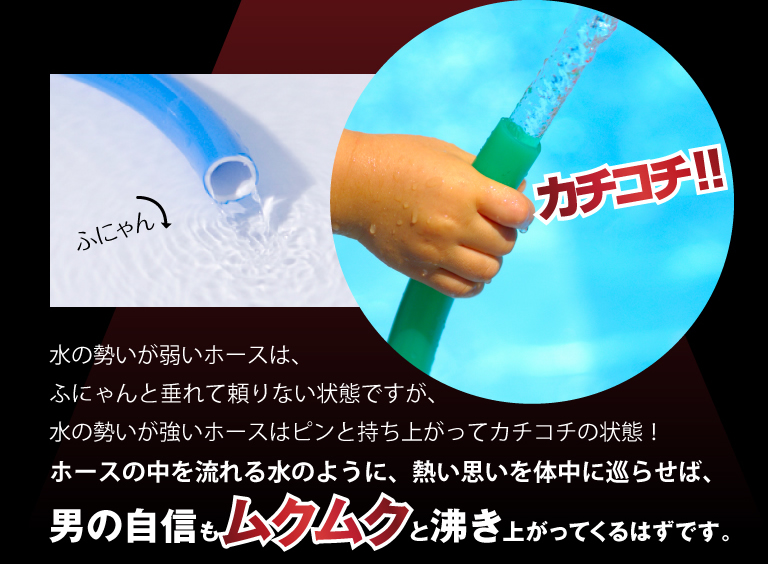 ふにゃん
カチコチ!!
水の勢いが弱いホースは、
ふにゃんと垂れて頼りない状態ですが、
水の勢いが強いホースはピンと持ち上がってカチコチの状態！
ホースの中を流れる水のように、熱い思いを体中に巡らせば、
男の自信もムクムクと沸き上がってくるはずです。